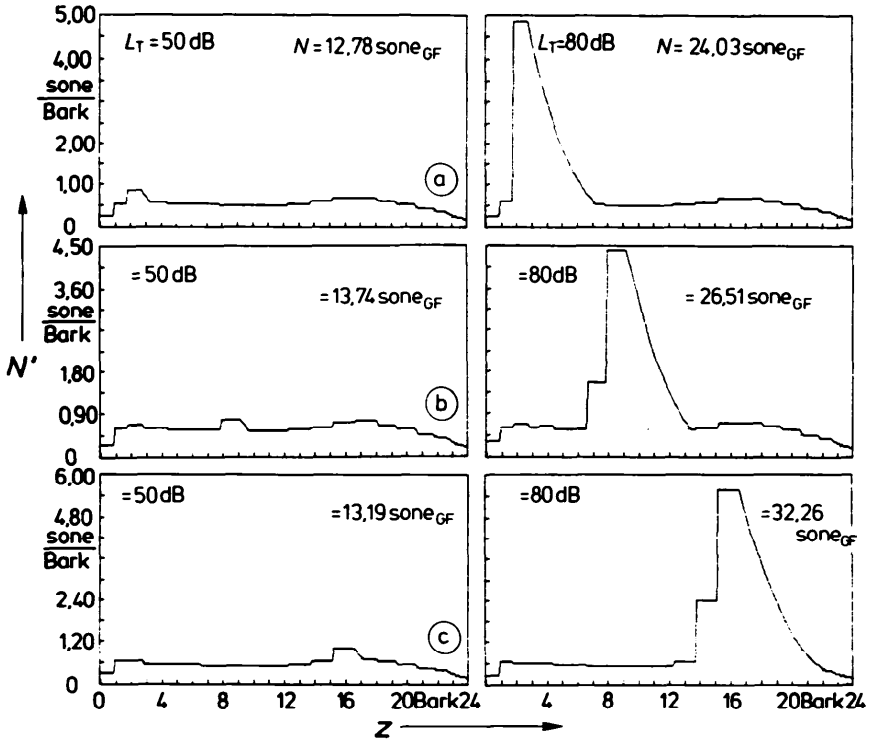 5,00
4,00
sone
Bark
2,00
1,00
0
L_T = 50 dB
N = 12,78 sone_GF
a
L_T = 80 dB
N = 24,03 sone_GF
4,50
3,60
sone
Bark
1,80
0,90
0
= 50 dB
= 13,74 sone_GF
b
= 80 dB
= 26,51 sone_GF
N'
6,00
4,80
sone
Bark
2,40
1,20
0
= 50 dB
= 13,19 sone_GF
c
= 80 dB
= 32,26
sone_GF
0 4 8 12 16 20 Bark 24
4 8 12 16 20 Bark 24
z